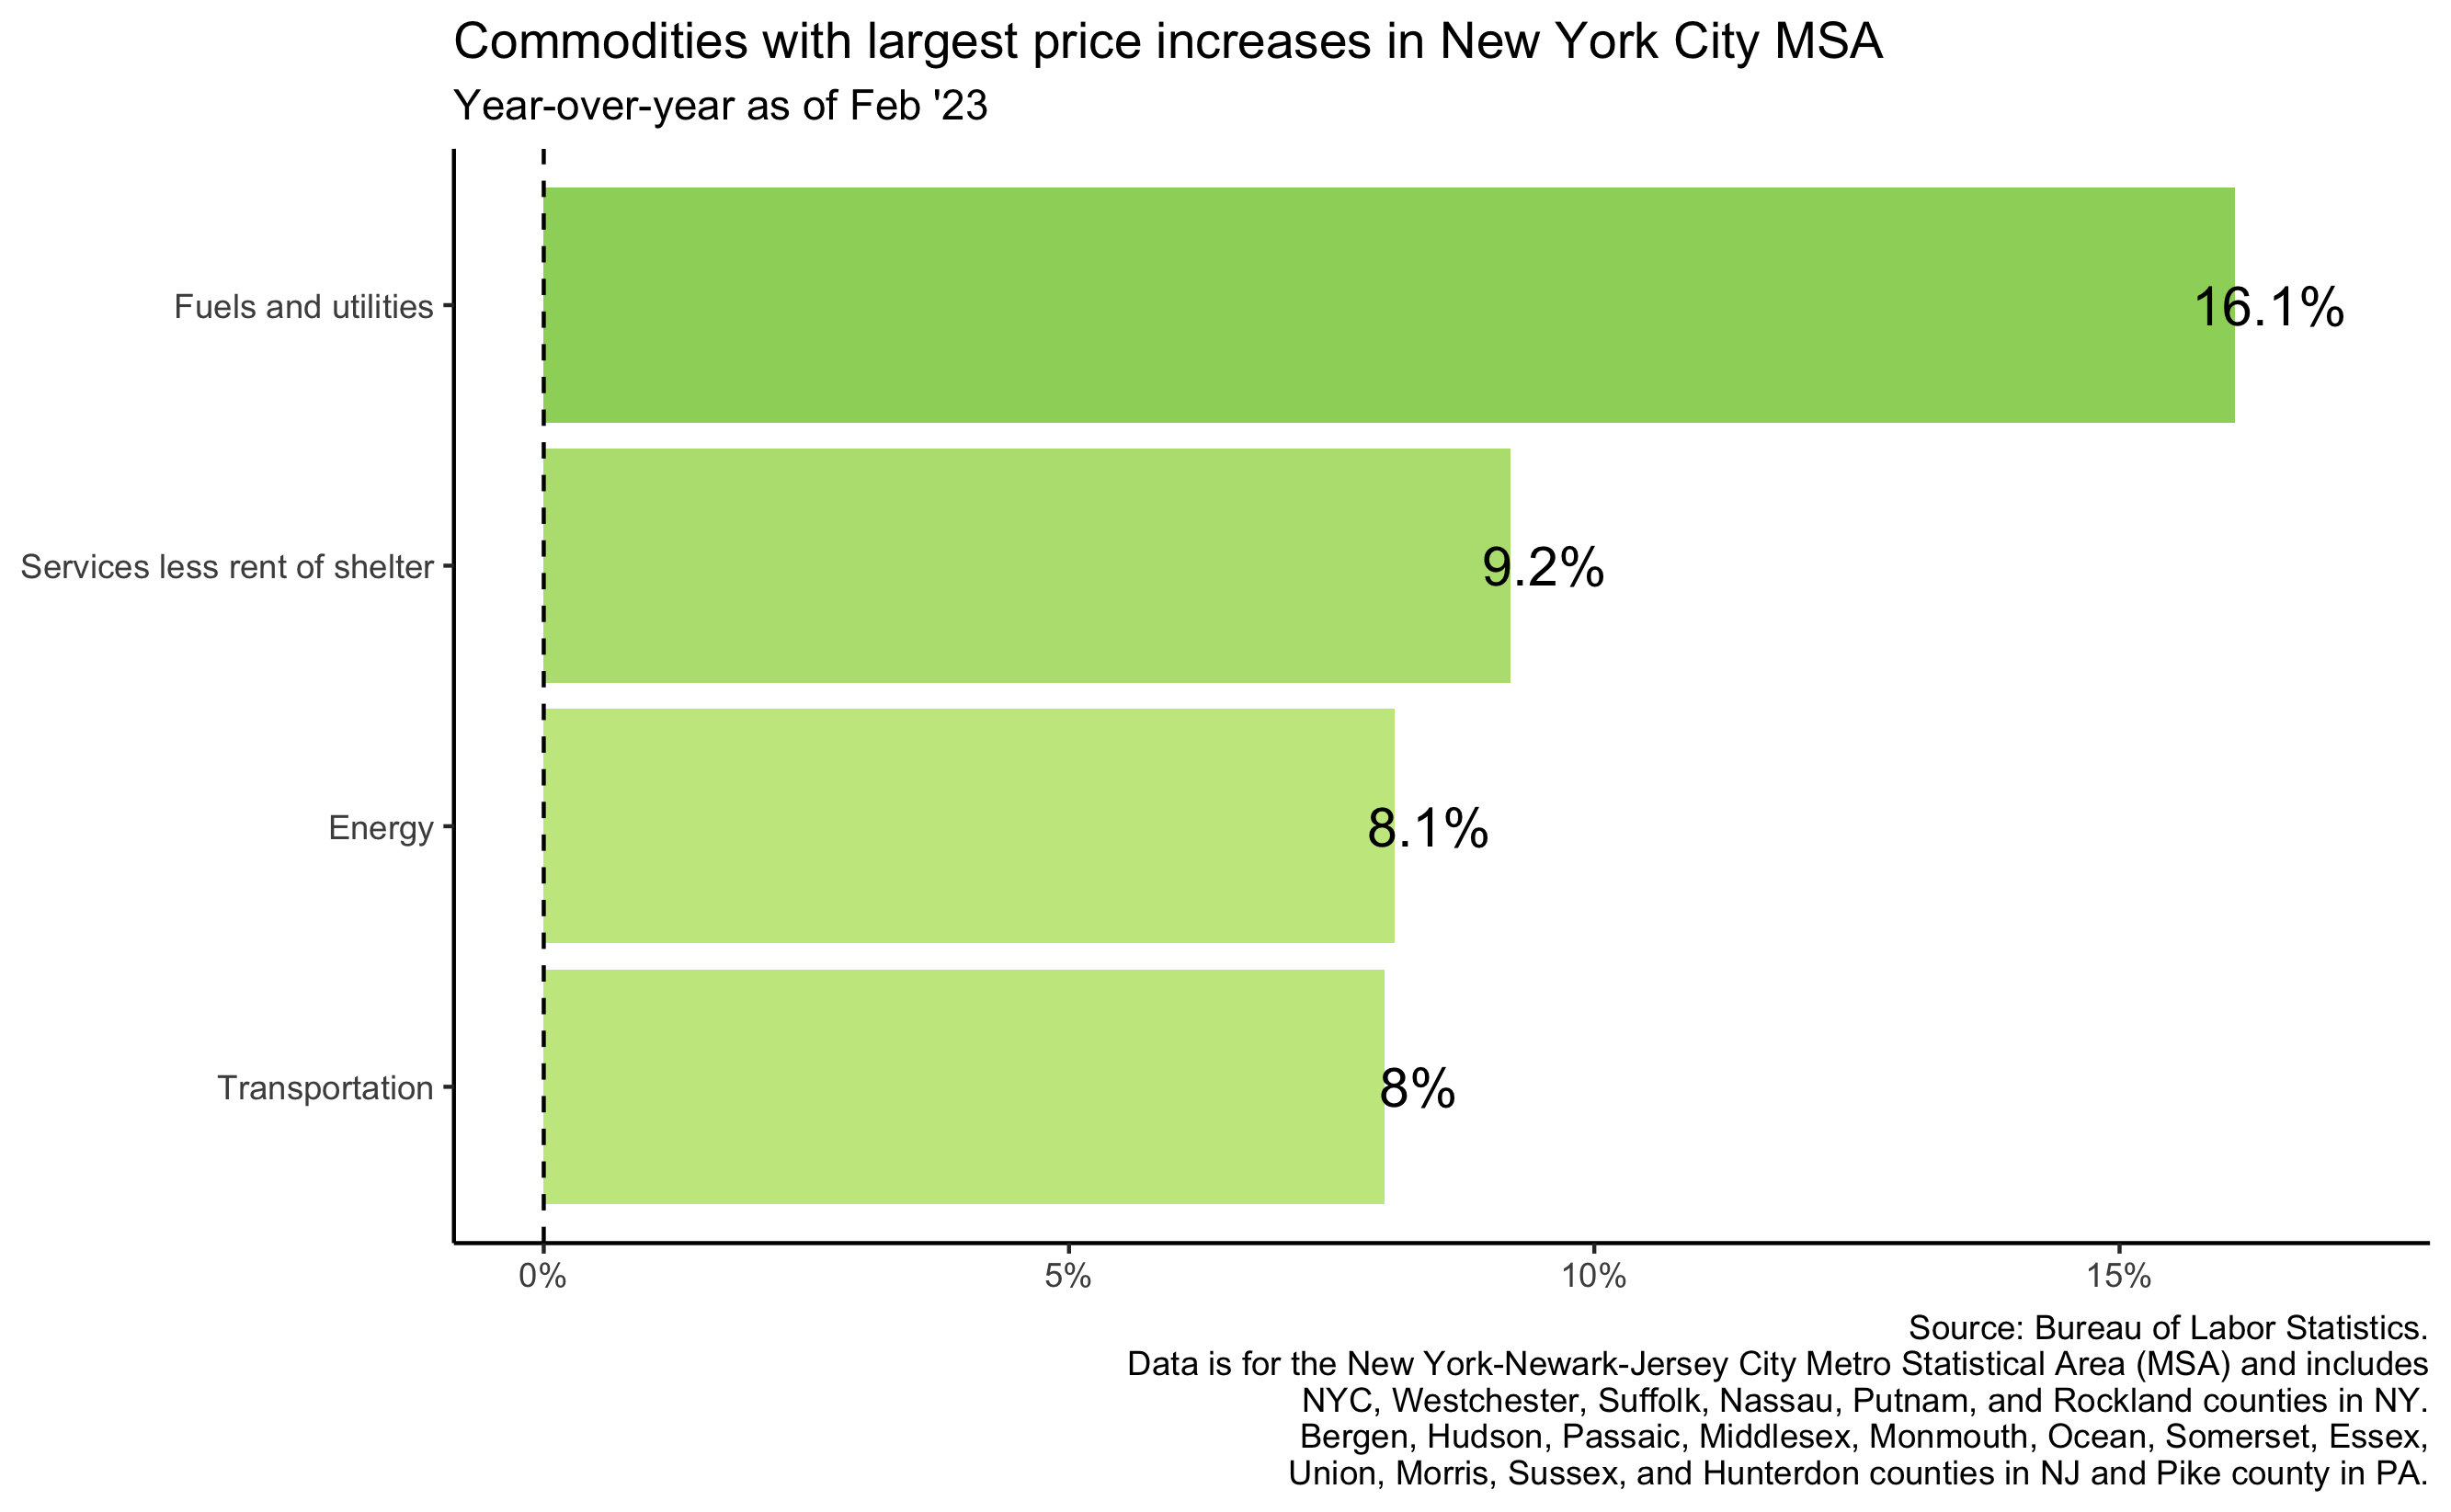 Commodities with largest price increases in New York City MSA
Year-over-year as of Feb '23
Fuels and utilities
16.1%
Services less rent of shelter
9.2%
Energy
8.1%
Transportation
8%
0%
5%
10%
15%
Source: Bureau of Labor Statistics.
Data is for the New York-Newark-Jersey City Metro Statistical Area (MSA) and includes
NYC, Westchester, Suffolk, Nassau, Putnam, and Rockland counties in NY.
Bergen, Hudson, Passaic, Middlesex, Monmouth, Ocean, Somerset, Essex,
Union, Morris, Sussex, and Hunterdon counties in NJ and Pike county in PA.